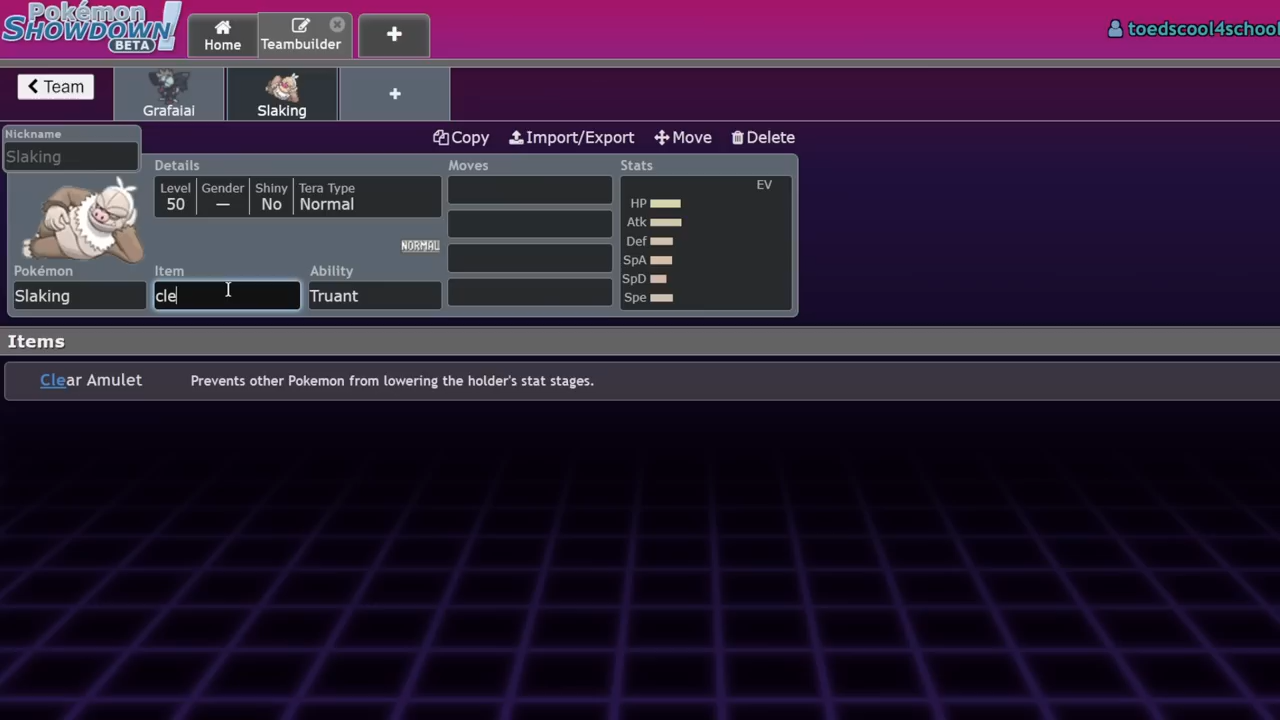 Pokémon
SHOWDOWN!
BETA
Home
Teambuilder
+
toedscool4school
Team
Grafaiai
Slaking
+
Nickname
Slaking
Copy
Import/Export
Move
Delete
Details
Level
50
Gender
—
Shiny
No
Tera Type
Normal
NORMAL
Pokémon
Slaking
Item
cle
Ability
Truant
Moves
Stats
EV
HP
Atk
Def
SpA
SpD
Spe
Items
Clear Amulet Prevents other Pokemon from lowering the holder's stat stages.